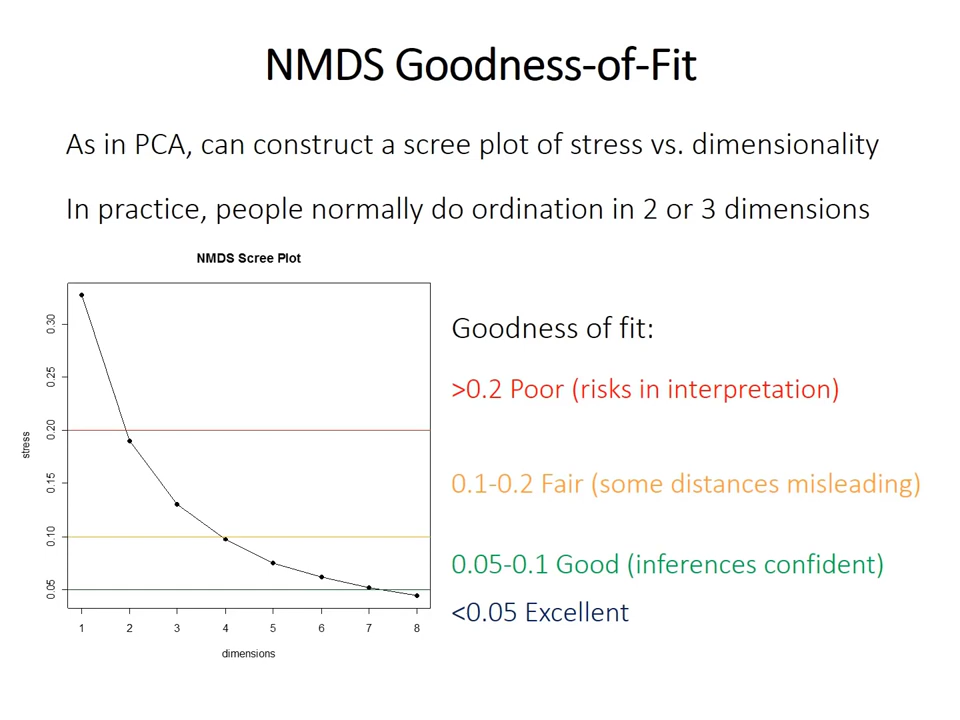 NMDS Goodness-of-Fit
As in PCA, can construct a scree plot of stress vs. dimensionality
In practice, people normally do ordination in 2 or 3 dimensions
NMDS Scree Plot
0.30
0.25
0.20
0.15
0.10
0.05
stress
1 2 3 4 5 6 7 8
dimensions
Goodness of fit:
>0.2 Poor (risks in interpretation)
0.1-0.2 Fair (some distances misleading)
0.05-0.1 Good (inferences confident)
<0.05 Excellent